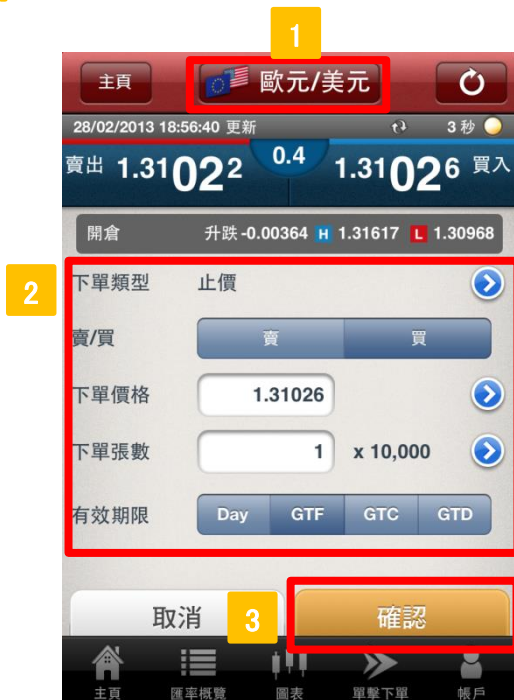 1
主頁 歐元/美元
28/02/2013 18:56:40 更新 3 秒
賣出 1.31022 0.4 1.31026 買入
開倉 升跌 -0.00364 H 1.31617 L 1.30968
2
下單類型 止價
賣/買 賣 買
下單價格 1.31026
下單張數 1 x 10,000
有效期限 Day GTF GTC GTD
取消 3 確認
主頁 匯率概覽 圖表 單擊下單 帳戶